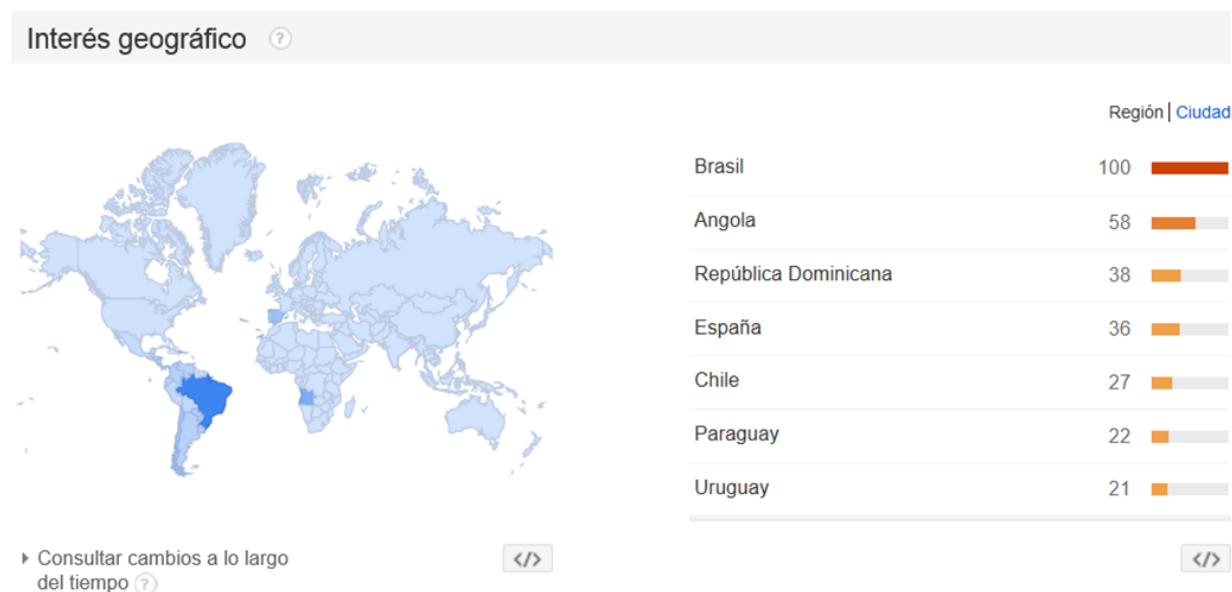 Interés geográfico ?
Región | Ciudad
Brasil 100
Angola 58
República Dominicana 38
España 36
Chile 27
Paraguay 22
Uruguay 21
Consultar cambios a lo largo
del tiempo ?
</> </>